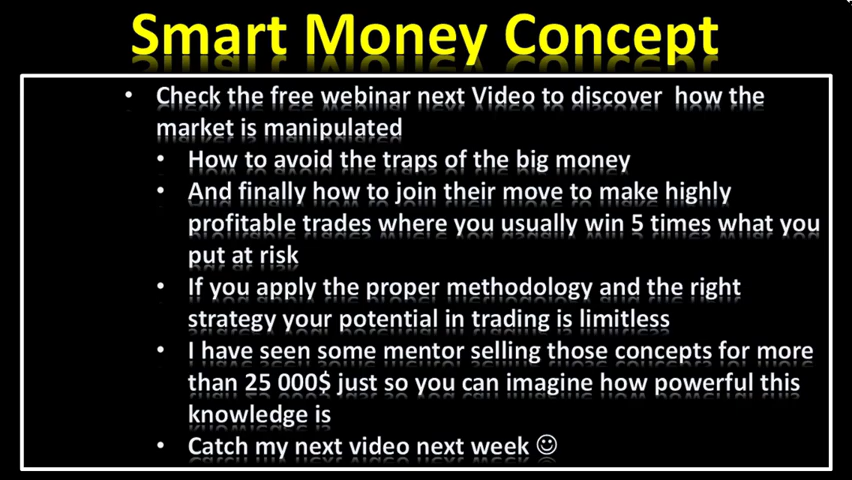 Smart Money Concept
• Check the free webinar next Video to discover how the
market is manipulated
• How to avoid the traps of the big money
• And finally how to join their move to make highly
profitable trades where you usually win 5 times what you
put at risk
• If you apply the proper methodology and the right
strategy your potential in trading is limitless
• I have seen some mentor selling those concepts for more
than 25 000$ just so you can imagine how powerful this
knowledge is
• Catch my next video next week ☺